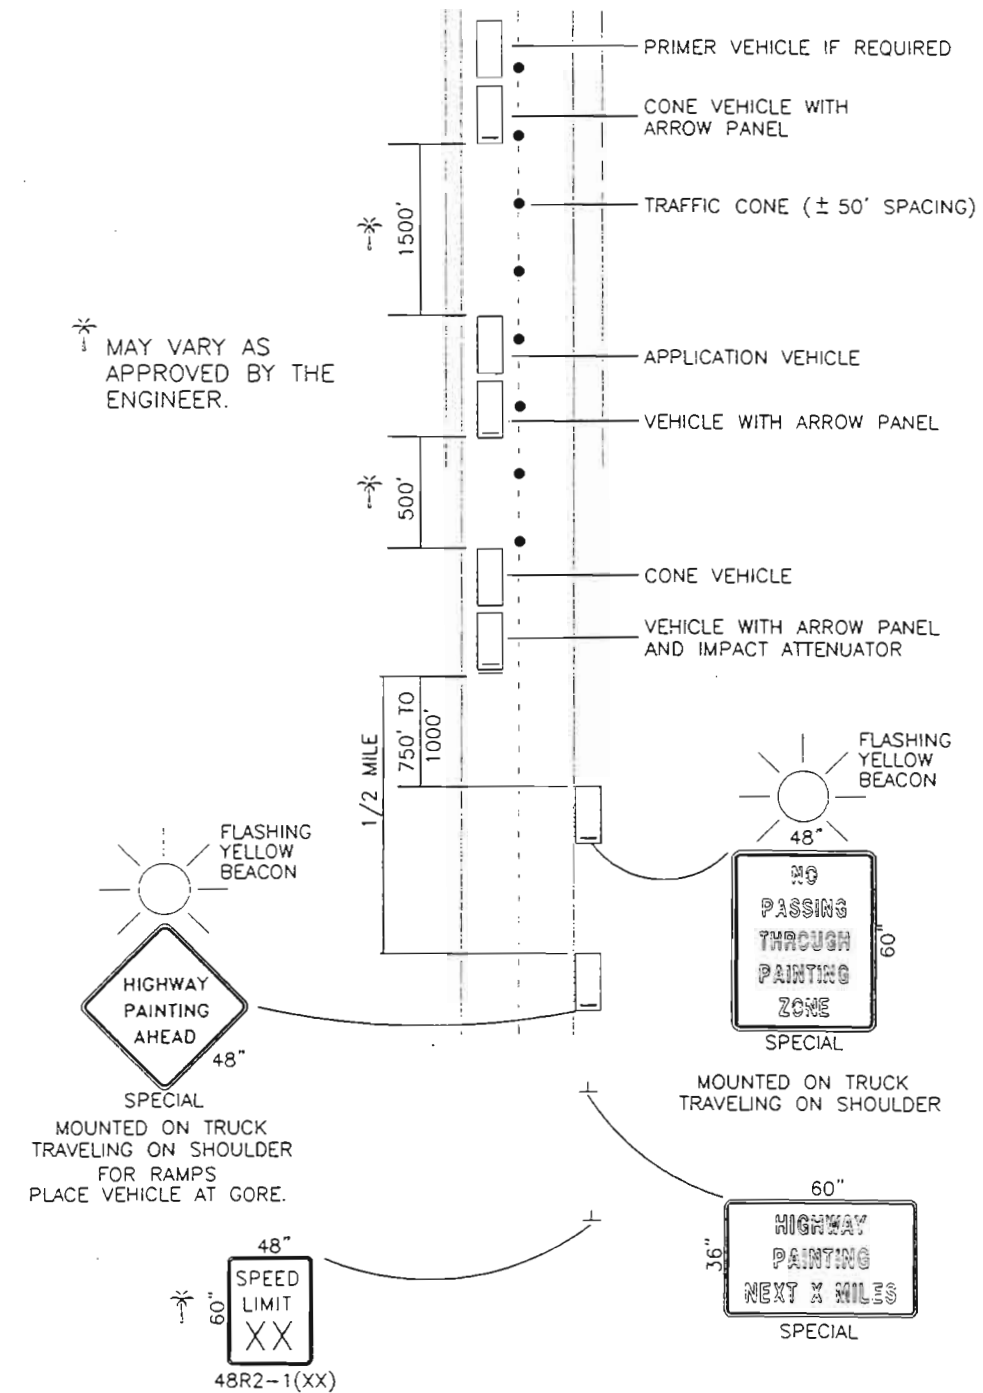 PRIMER VEHICLE IF REQUIRED
CONE VEHICLE WITH
ARROW PANEL
TRAFFIC CONE (± 50' SPACING)
1500'
MAY VARY AS
APPROVED BY THE
ENGINEER.
APPLICATION VEHICLE
VEHICLE WITH ARROW PANEL
500'
CONE VEHICLE
VEHICLE WITH ARROW PANEL
AND IMPACT ATTENUATOR
750' TO
1000'
1/2 MILE
FLASHING
YELLOW
BEACON
48"
NO
PASSING
THROUGH
PAINTING
ZONE
60"
SPECIAL
MOUNTED ON TRUCK
TRAVELING ON SHOULDER
FLASHING
YELLOW
BEACON
HIGHWAY
PAINTING
AHEAD
48"
SPECIAL
MOUNTED ON TRUCK
TRAVELING ON SHOULDER
FOR RAMPS
PLACE VEHICLE AT GORE.
60"
36"
HIGHWAY
PAINTING
NEXT X MILES
SPECIAL
48"
60"
SPEED
LIMIT
XX
48R2-1(XX)